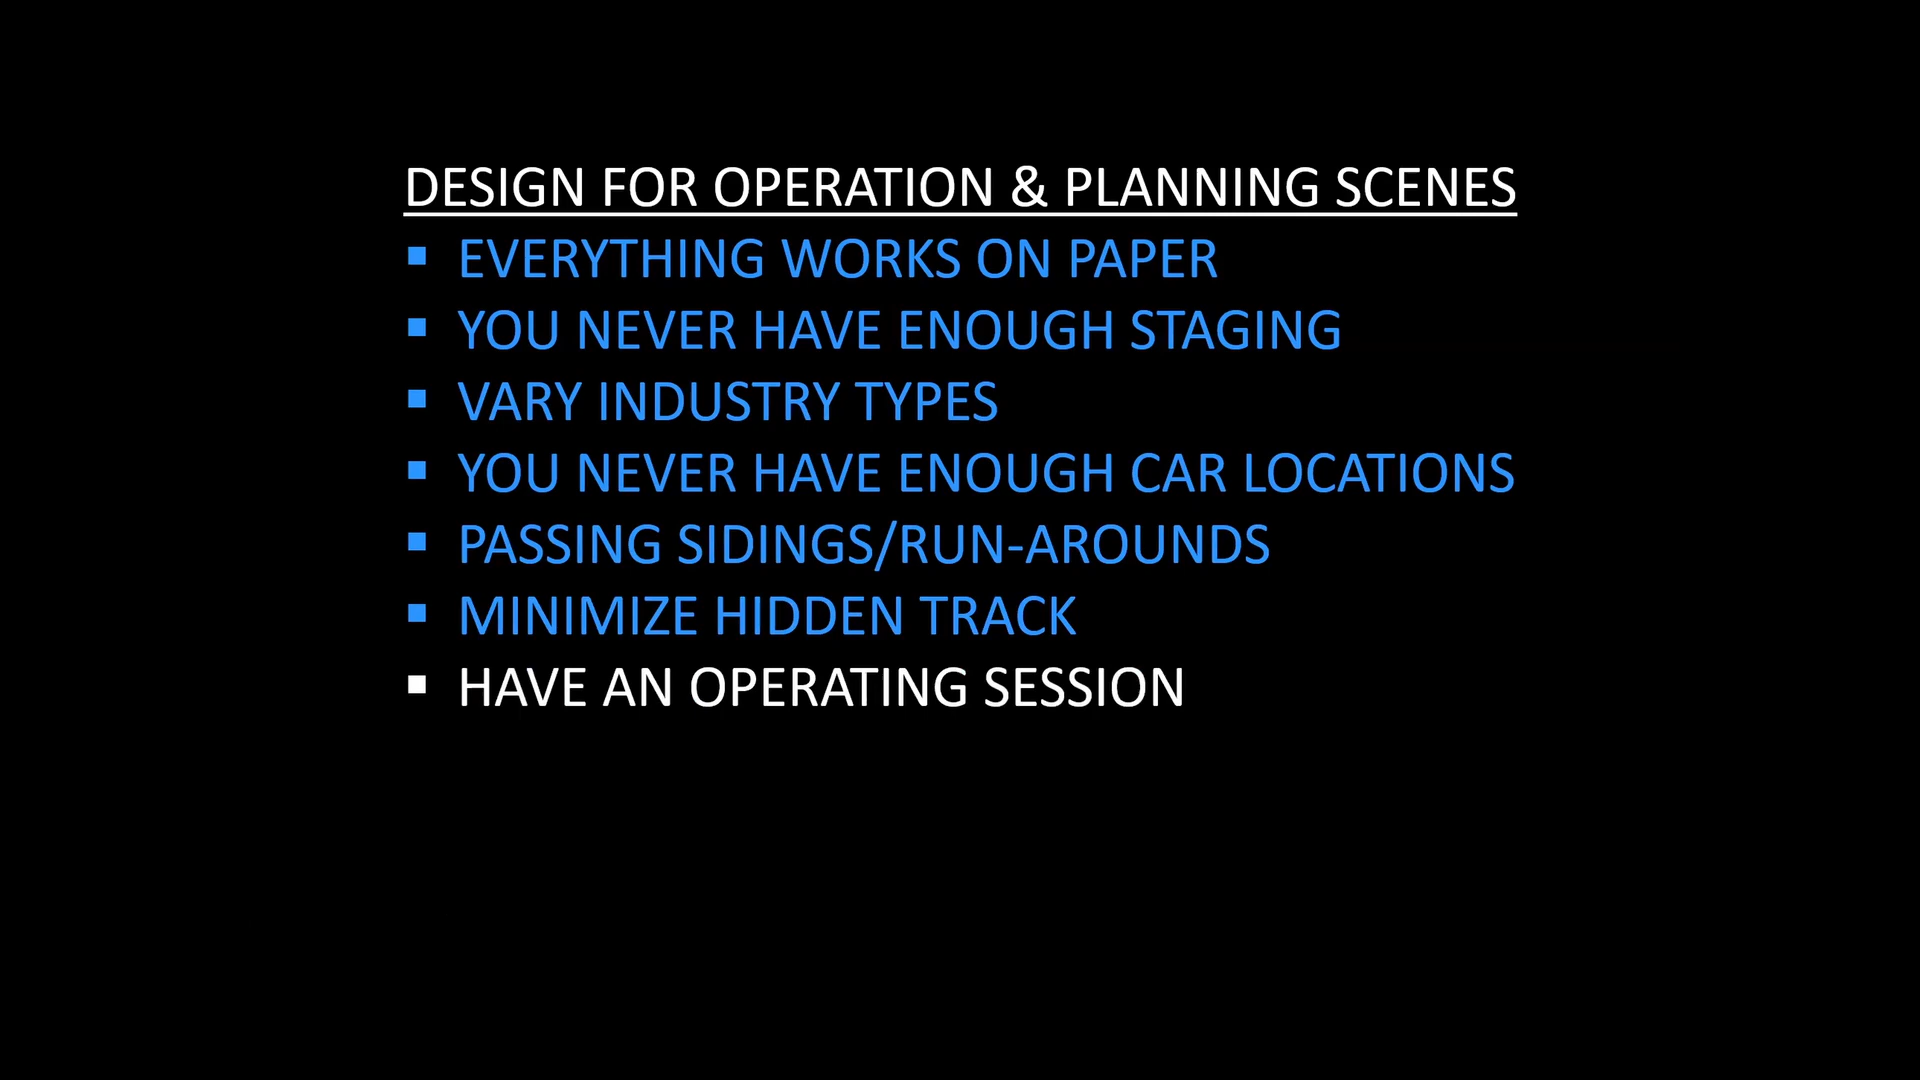 DESIGN FOR OPERATION & PLANNING SCENES
▪ EVERYTHING WORKS ON PAPER
▪ YOU NEVER HAVE ENOUGH STAGING
▪ VARY INDUSTRY TYPES
▪ YOU NEVER HAVE ENOUGH CAR LOCATIONS
▪ PASSING SIDINGS/RUN-AROUNDS
▪ MINIMIZE HIDDEN TRACK
▪ HAVE AN OPERATING SESSION